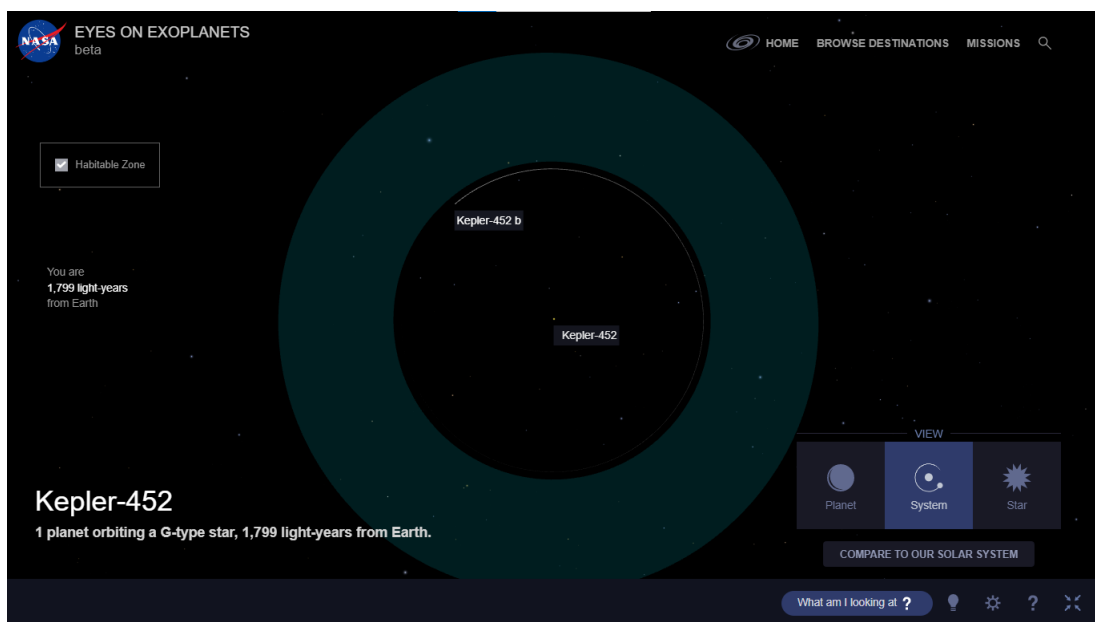 NASA
EYES ON EXOPLANETS
beta
HOME BROWSE DESTINATIONS MISSIONS
Habitable Zone
Kepler-452 b
You are
1,799 light-years
from Earth
Kepler-452
VIEW
Planet System Star
Kepler-452
1 planet orbiting a G-type star, 1,799 light-years from Earth.
COMPARE TO OUR SOLAR SYSTEM
What am I looking at ?
?